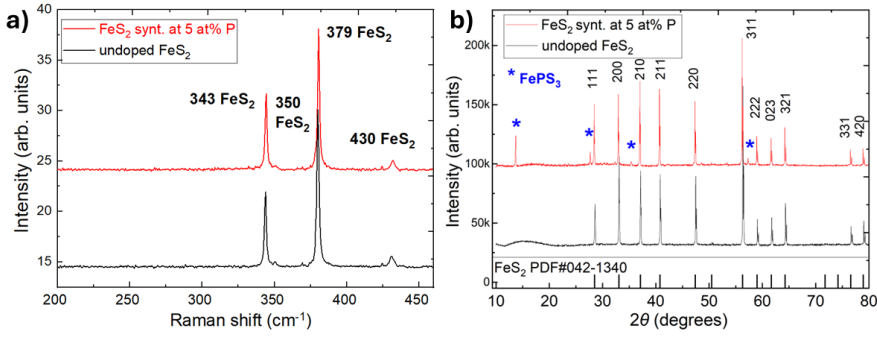 a)
FeS2 synt. at 5 at% P
undoped FeS2
379 FeS2
343 FeS2
350
FeS2
430 FeS2
40
35
30
25
20
15
Intensity (arb. units)
200
250
300
350
400
450
Raman shift (cm-1)
b)
FeS2 synt. at 5 at% P
undoped FeS2
* FePS3
*
*
*
*
111
200
210
211
220
311
222
023
321
331
420
200k
150k
100k
50k
Intensity (arb. units)
FeS2 PDF#042-1340
10
20
30
40
50
60
70
80
2θ (degrees)